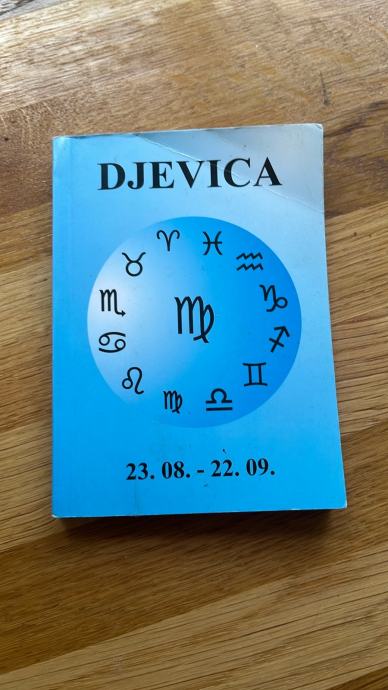 DJEVICA
♈ ♓ ♒ ♑ ♐ ♊ ♎ ♍ ♌ ♋ ♏ ♉
♍
23. 08. - 22. 09.